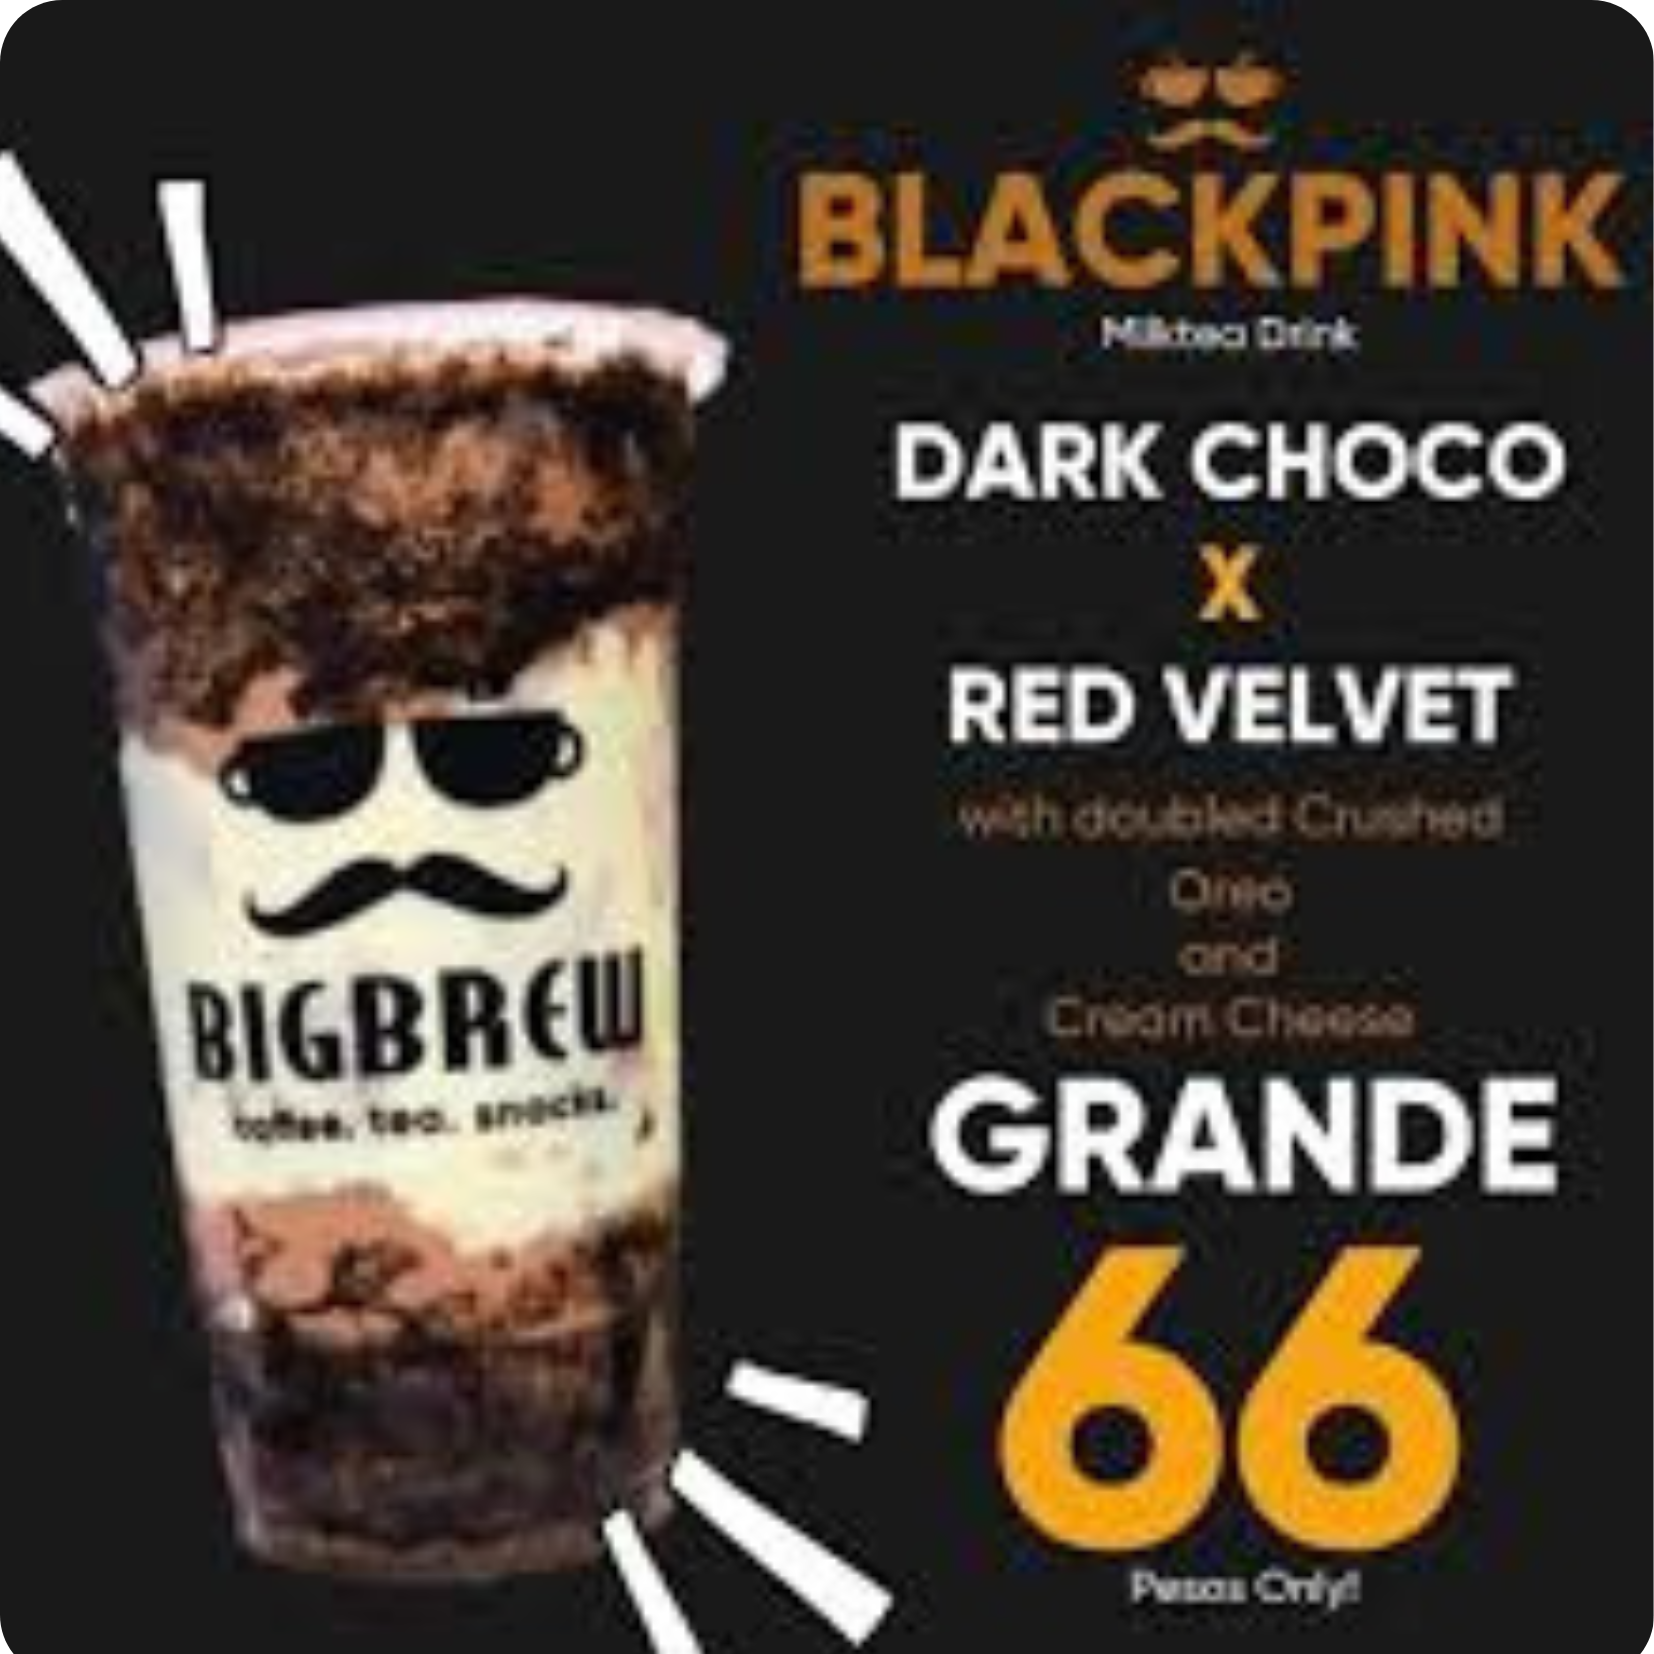 BLACKPINK
Milktea Drink
DARK CHOCO
X
RED VELVET
with doubled Crushed
Oreo
and
Cream Cheese
GRANDE
66
Pesos Only!
BIGBREW
coffee. tea. snacks.